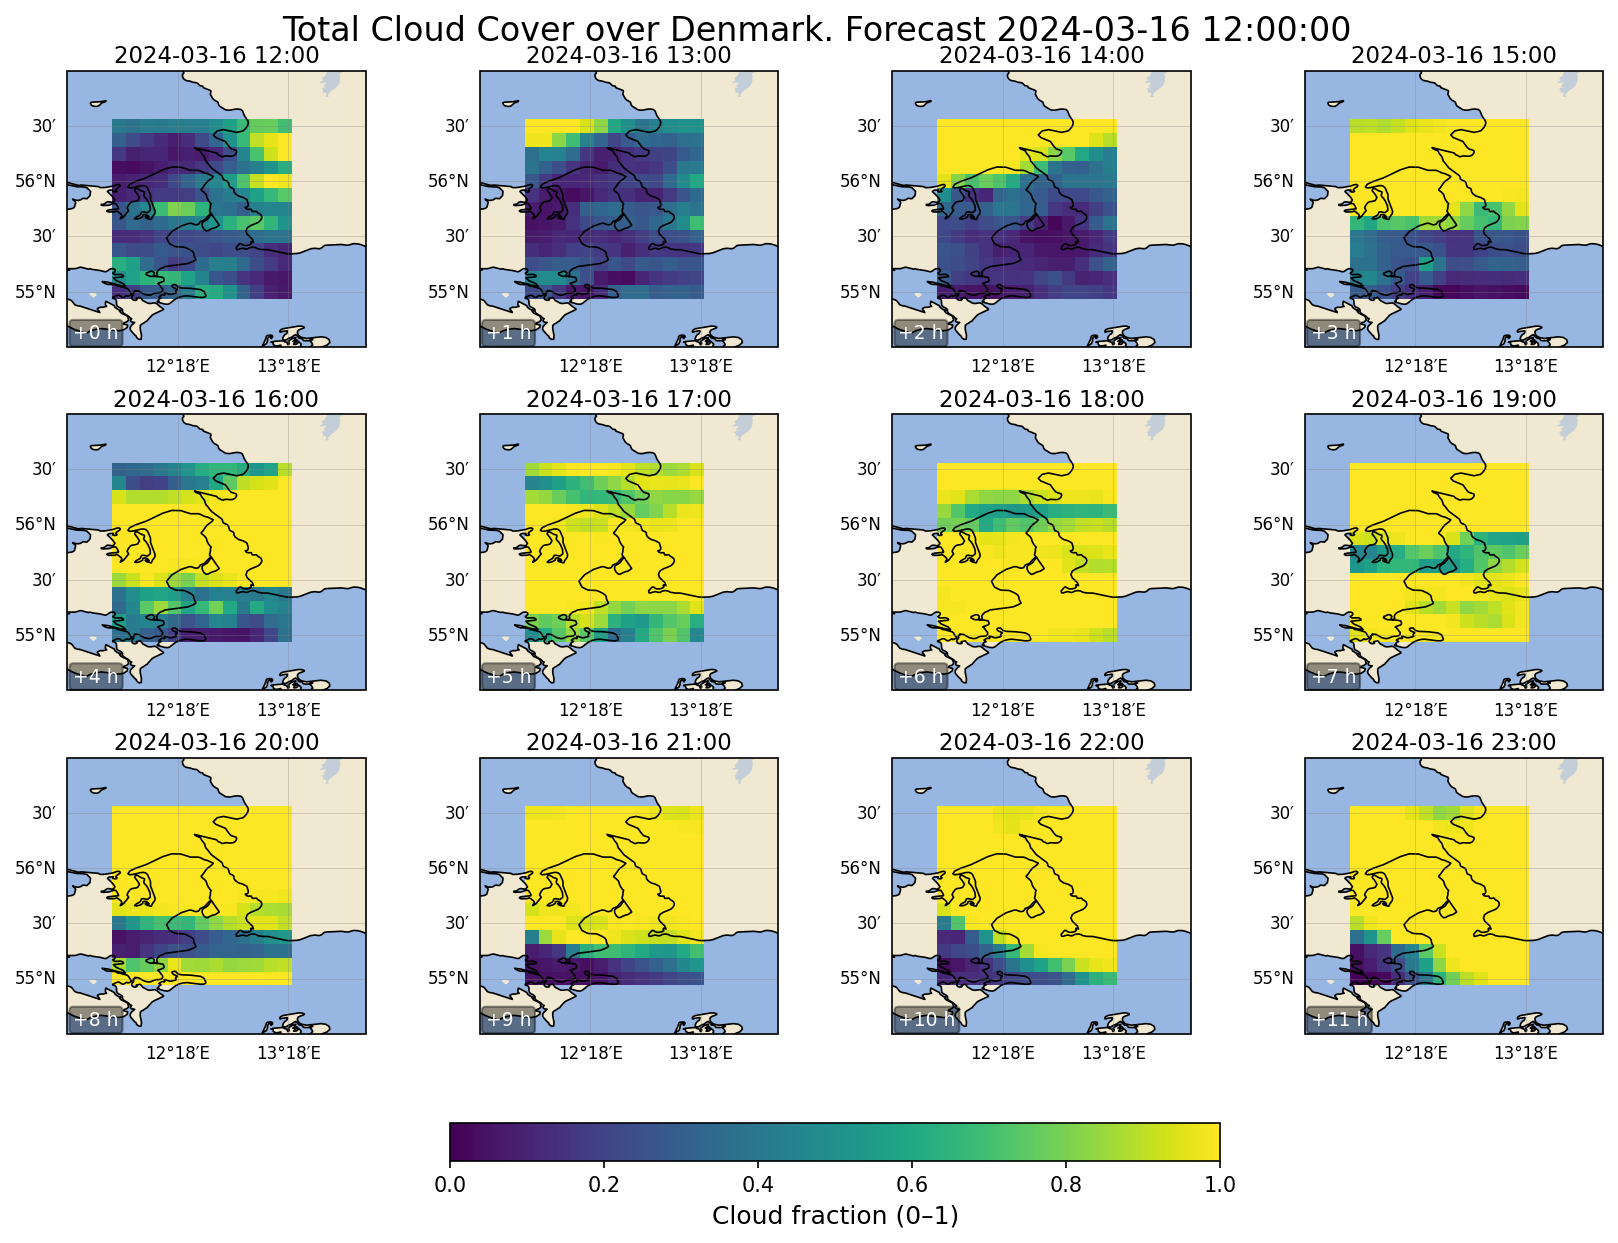 Total Cloud Cover over Denmark. Forecast 2024-03-16 12:00:00
2024-03-16 12:00
2024-03-16 13:00
2024-03-16 14:00
2024-03-16 15:00
30′
56°N
30′
55°N
30′
56°N
30′
55°N
30′
56°N
30′
55°N
30′
56°N
30′
55°N
+0 h
+1 h
+2 h
+3 h
12°18′E 13°18′E
12°18′E 13°18′E
12°18′E 13°18′E
12°18′E 13°18′E
2024-03-16 16:00
2024-03-16 17:00
2024-03-16 18:00
2024-03-16 19:00
30′
56°N
30′
55°N
30′
56°N
30′
55°N
30′
56°N
30′
55°N
30′
56°N
30′
55°N
+4 h
+5 h
+6 h
+7 h
12°18′E 13°18′E
12°18′E 13°18′E
12°18′E 13°18′E
12°18′E 13°18′E
2024-03-16 20:00
2024-03-16 21:00
2024-03-16 22:00
2024-03-16 23:00
30′
56°N
30′
55°N
30′
56°N
30′
55°N
30′
56°N
30′
55°N
30′
56°N
30′
55°N
+8 h
+9 h
+10 h
+11 h
12°18′E 13°18′E
12°18′E 13°18′E
12°18′E 13°18′E
12°18′E 13°18′E
0.0 0.2 0.4 0.6 0.8 1.0
Cloud fraction (0–1)